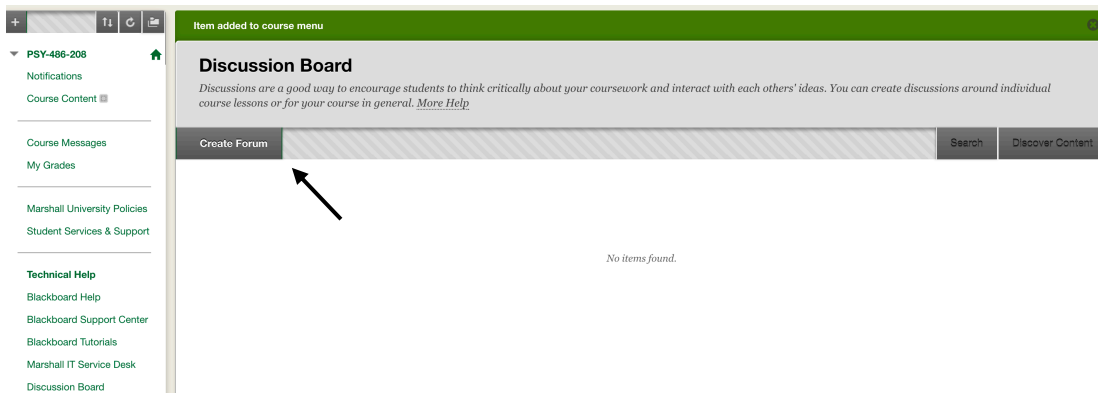 Item added to course menu
PSY-486-208
Notifications
Course Content
Course Messages
My Grades
Marshall University Policies
Student Services & Support
Technical Help
Blackboard Help
Blackboard Support Center
Blackboard Tutorials
Marshall IT Service Desk
Discussion Board
Discussion Board
Discussions are a good way to encourage students to think critically about your coursework and interact with each others' ideas. You can create discussions around individual
course lessons or for your course in general. More Help
Create Forum
Search
Discover Content
No items found.